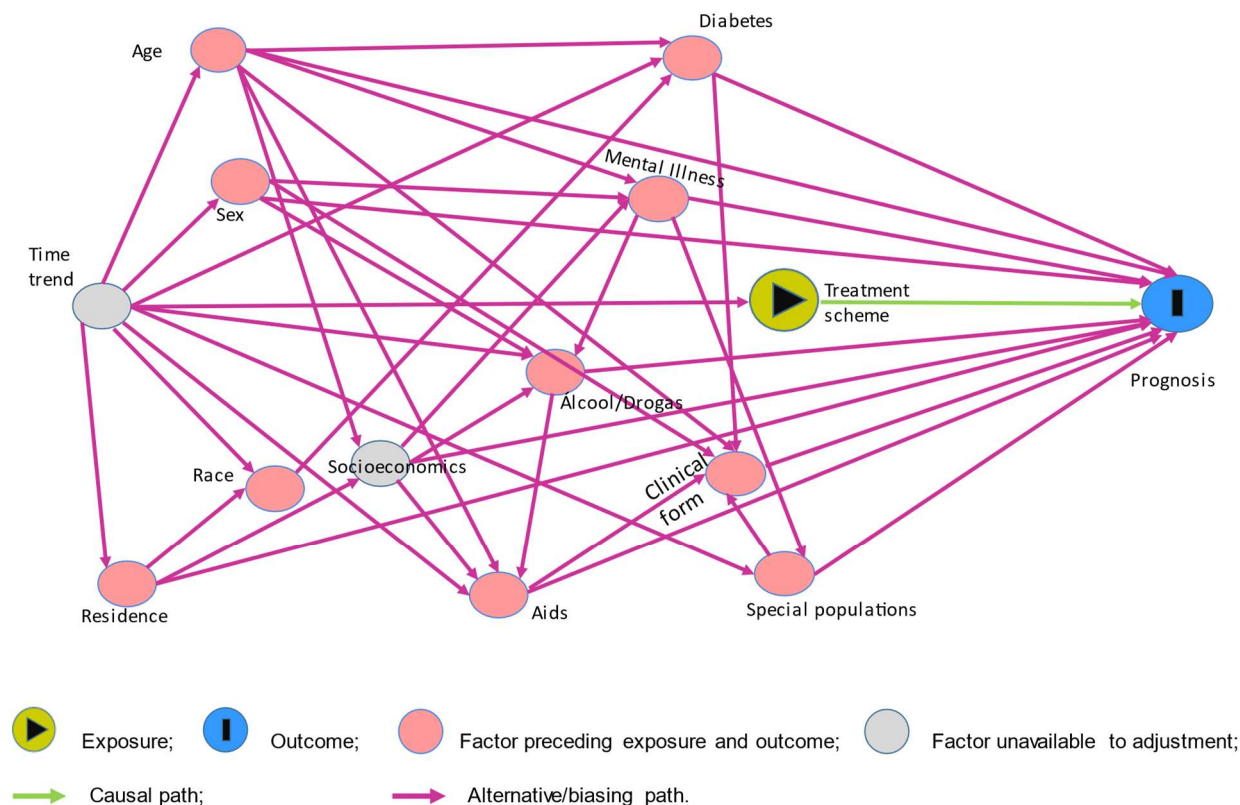 Diabetes
Age
Mental Illness
Sex
Time
trend
Treatment
scheme
Prognosis
Álcool/Drogas
Race
Socioeconomics
Clinical
form
Residence
Aids
Special populations
Exposure;
Outcome;
Factor preceding exposure and outcome;
Factor unavailable to adjustment;
Causal path;
Alternative/biasing path.